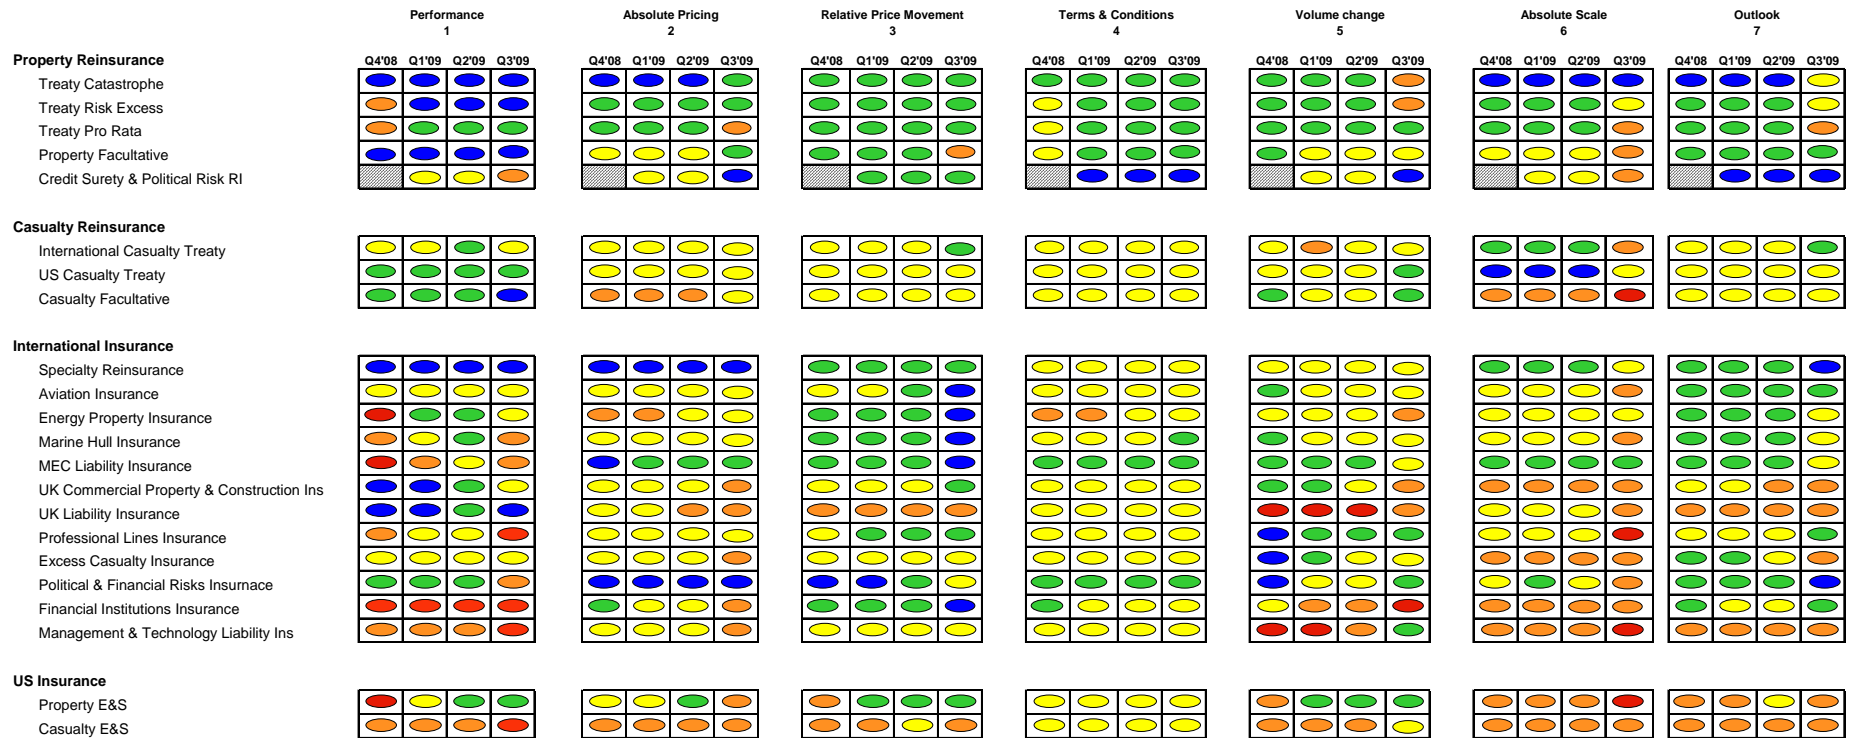 Performance Absolute Pricing Relative Price Movement Terms & Conditions Volume change Absolute Scale Outlook
1 2 3 4 5 6 7
Property Reinsurance Q4'08 Q1'09 Q2'09 Q3'09 Q4'08 Q1'09 Q2'09 Q3'09 Q4'08 Q1'09 Q2'09 Q3'09 Q4'08 Q1'09 Q2'09 Q3'09 Q4'08 Q1'09 Q2'09 Q3'09 Q4'08 Q1'09 Q2'09 Q3'09 Q4'08 Q1'09 Q2'09 Q3'09
Treaty Catastrophe
Treaty Risk Excess
Treaty Pro Rata
Property Facultative
Credit Surety & Political Risk RI
Casualty Reinsurance
International Casualty Treaty
US Casualty Treaty
Casualty Facultative
International Insurance
Specialty Reinsurance
Aviation Insurance
Energy Property Insurance
Marine Hull Insurance
MEC Liability Insurance
UK Commercial Property & Construction Ins
UK Liability Insurance
Professional Lines Insurance
Excess Casualty Insurance
Political & Financial Risks Insurnace
Financial Institutions Insurance
Management & Technology Liability Ins
US Insurance
Property E&S
Casualty E&S